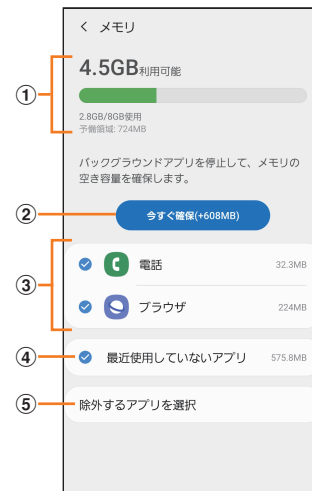 メモリ
① 4.5GB利用可能
2.8GB/8GB使用
予備領域: 724MB
バックグラウンドアプリを停止して、メモリの
空き容量を確保します。
② 今すぐ確保(+608MB)
③ 電話 32.3MB
ブラウザ 224MB
④ 最近使用していないアプリ 575.8MB
⑤ 除外するアプリを選択